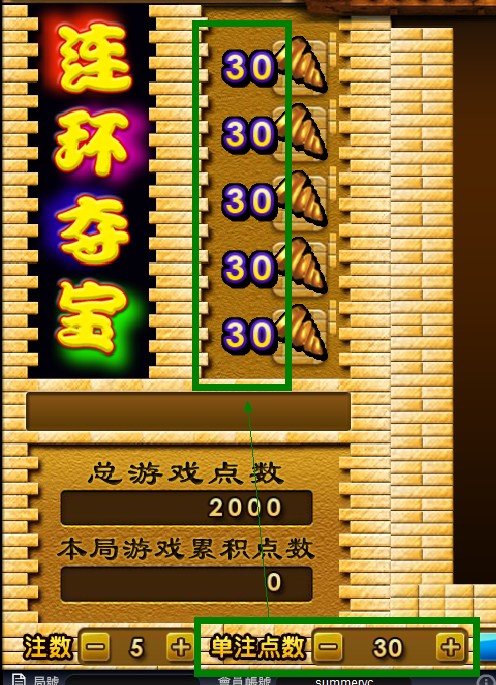 连
环
夺
宝
30
30
30
30
30
总游戏点数
2000
本局游戏累积点数
0
注数 − 5 + 单注点数 − 30 +
局號 會員帳號 summeryc